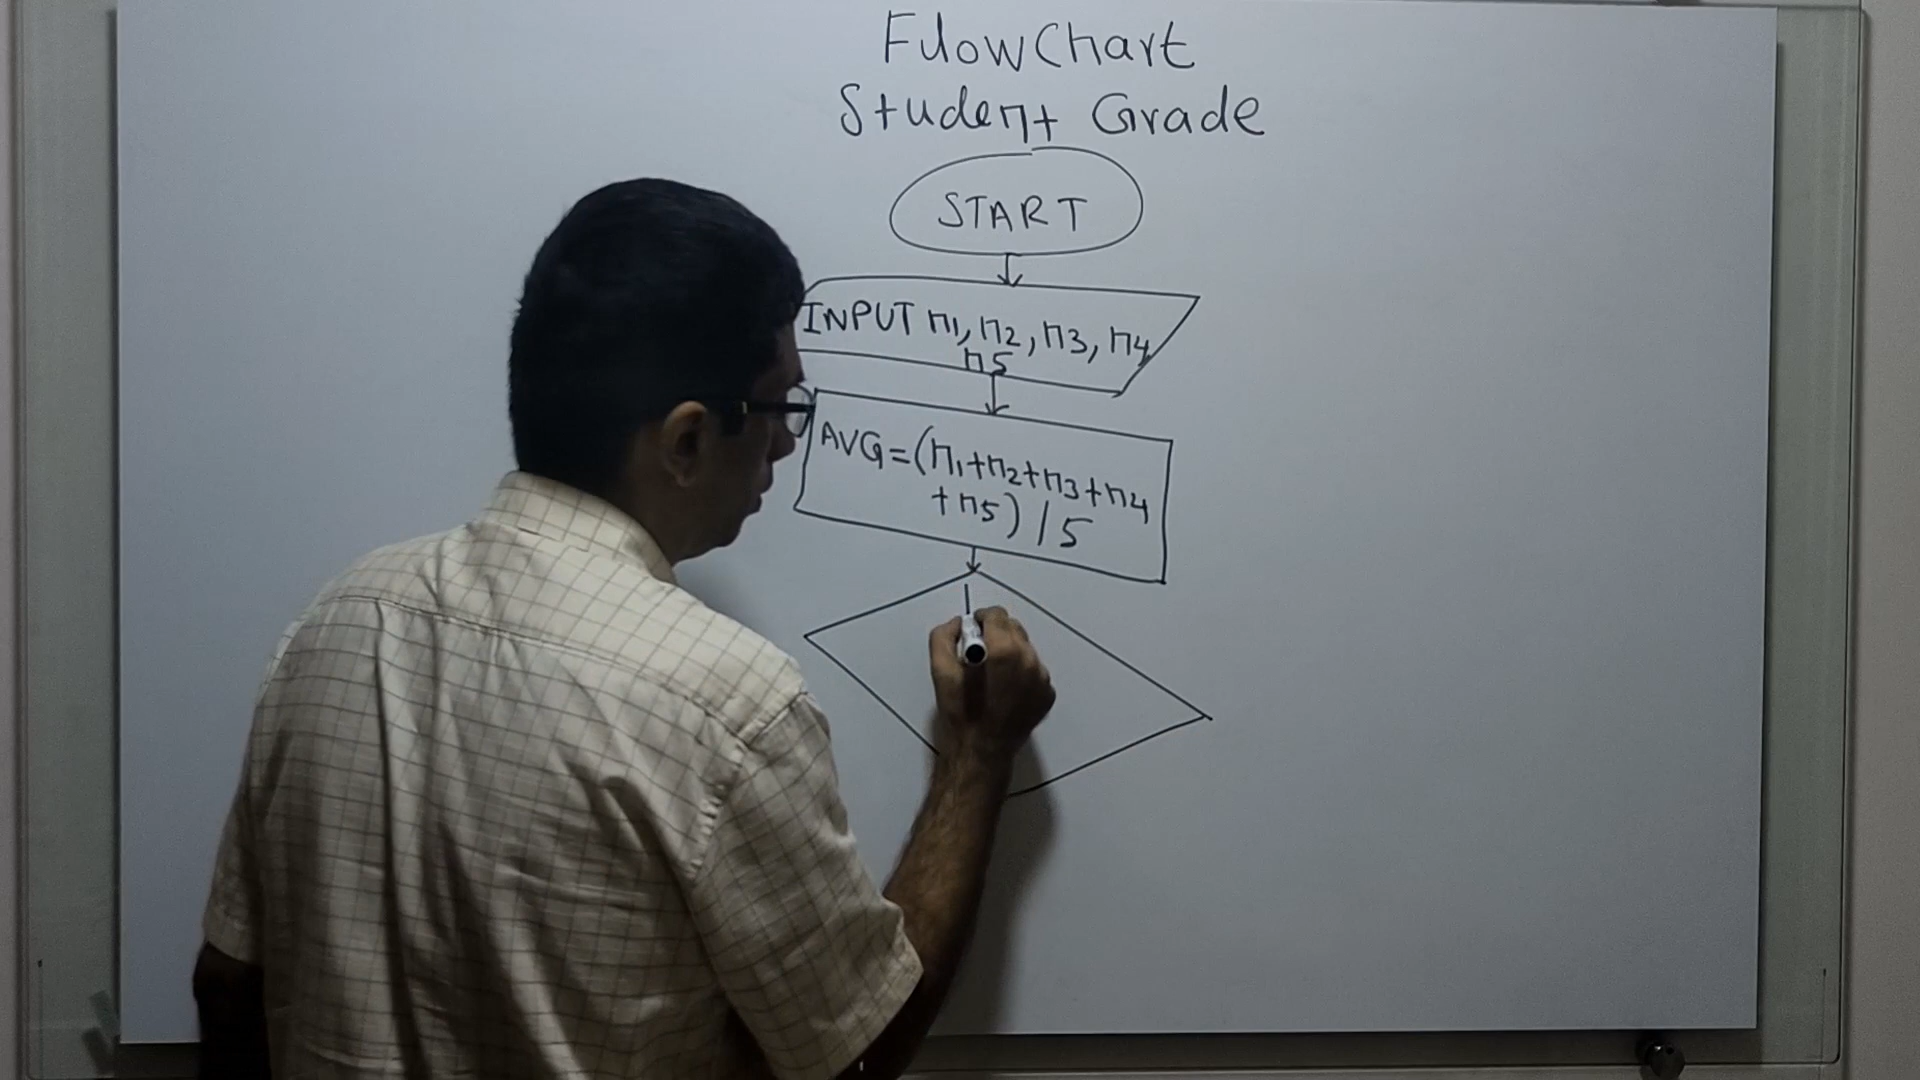 FlowChart
Student Grade
START
INPUT n1, n2, n3, n4
n5
AVG=(n1+n2+n3+n4
+n5)/5